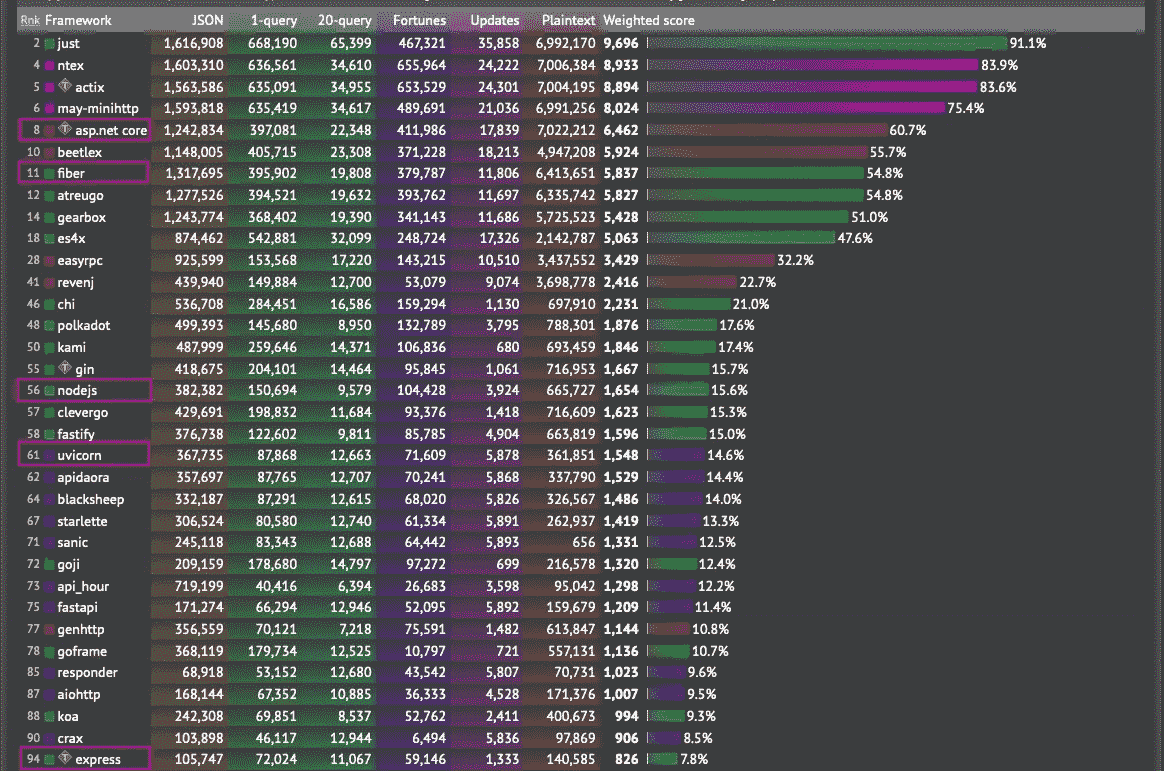 Rnk Framework JSON 1-query 20-query Fortunes Updates Plaintext Weighted score
2 just 1,616,908 668,190 65,399 467,321 35,858 6,992,170 9,696 91.1%
4 ntex 1,603,310 636,561 34,610 655,964 24,222 7,006,384 8,933 83.9%
5 actix 1,563,586 635,091 34,955 653,529 24,301 7,004,195 8,894 83.6%
6 may-minihttp 1,593,818 635,419 34,617 489,691 21,036 6,991,256 8,024 75.4%
8 asp.net core 1,242,834 397,081 22,348 411,986 17,839 7,022,212 6,462 60.7%
10 beetlex 1,148,005 405,715 23,308 371,228 18,213 4,947,208 5,924 55.7%
11 fiber 1,317,695 395,902 19,808 379,787 11,806 6,413,651 5,837 54.8%
12 atreugo 1,277,526 394,521 19,632 393,762 11,697 6,335,742 5,827 54.8%
14 gearbox 1,243,774 368,402 19,390 341,143 11,686 5,725,523 5,428 51.0%
18 es4x 874,462 542,881 32,099 248,724 17,326 2,142,787 5,063 47.6%
28 easyrpc 925,599 153,568 17,220 143,215 10,510 3,437,552 3,429 32.2%
41 revenj 439,940 149,884 12,700 53,079 9,074 3,698,778 2,416 22.7%
46 chi 536,708 284,451 16,586 159,294 1,130 697,910 2,231 21.0%
48 polkadot 499,393 145,680 8,950 132,789 3,795 788,301 1,876 17.6%
50 kami 487,999 259,646 14,371 106,836 680 693,459 1,846 17.4%
55 gin 418,675 204,101 14,464 95,845 1,061 716,953 1,667 15.7%
56 nodejs 382,382 150,694 9,579 104,428 3,924 665,727 1,654 15.6%
57 clevergo 429,691 198,832 11,684 93,376 1,418 716,609 1,623 15.3%
58 fastify 376,738 122,602 9,811 85,785 4,904 663,819 1,596 15.0%
61 uvicorn 367,735 87,868 12,663 71,609 5,878 361,851 1,548 14.6%
62 apidaora 357,697 87,765 12,707 70,241 5,868 337,790 1,529 14.4%
64 blacksheep 332,187 87,291 12,615 68,020 5,826 326,567 1,486 14.0%
67 starlette 306,524 80,580 12,740 61,334 5,891 262,937 1,419 13.3%
71 sanic 245,118 83,343 12,688 64,442 5,893 656 1,331 12.5%
72 goji 209,159 178,680 14,797 97,272 699 216,578 1,320 12.4%
73 api_hour 719,199 40,416 6,394 26,683 3,598 95,042 1,298 12.2%
75 fastapi 171,274 66,294 12,946 52,095 5,892 159,679 1,209 11.4%
77 genhttp 356,559 70,121 7,218 75,591 1,482 613,847 1,144 10.8%
78 goframe 368,119 179,734 12,525 10,797 721 557,131 1,136 10.7%
85 responder 68,918 53,152 12,680 43,542 5,807 70,731 1,023 9.6%
87 aiohttp 168,144 67,352 10,885 36,333 4,528 171,376 1,007 9.5%
88 koa 242,308 69,851 8,537 52,762 2,411 400,673 994 9.3%
90 crax 103,898 46,117 12,944 6,494 5,836 97,869 906 8.5%
94 express 105,747 72,024 11,067 59,146 1,333 140,585 826 7.8%